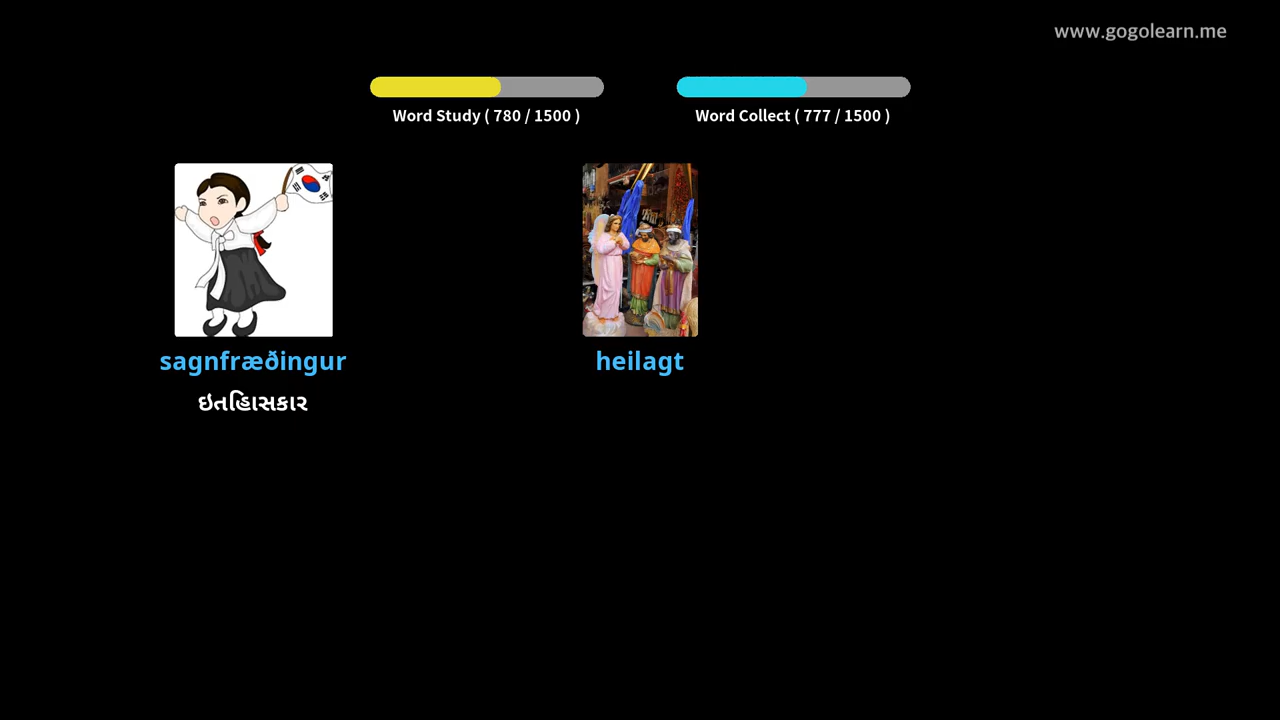 www.gogolearn.me
Word Study ( 780 / 1500 )
Word Collect ( 777 / 1500 )
sagnfræðingur
heilagt
ઇતિહાસકાર